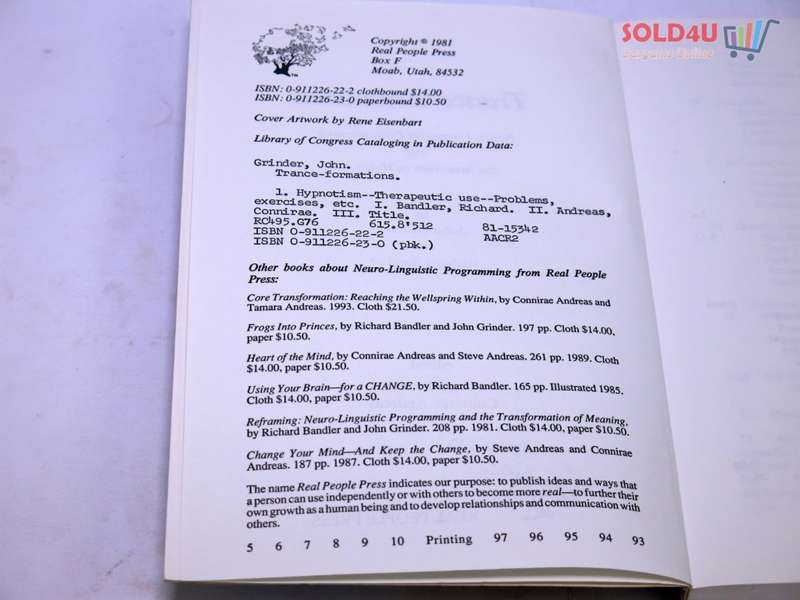 SOLD4U
Bargains Online
Copyright © 1981
Real People Press
Box F
Moab, Utah, 84532
TM
ISBN: 0-911226-22-2 clothbound $14.00
ISBN: 0-911226-23-0 paperbound $10.50
Cover Artwork by Rene Eisenbart
Library of Congress Cataloging in Publication Data:
Grinder, John.
Trance-formations.
1. Hypnotism--Therapeutic use--Problems,
exercises, etc. I. Bandler, Richard. II. Andreas,
Connirae. III. Title.
RC495.G76 615.8'512 81-15342
ISBN 0-911226-22-2 AACR2
ISBN 0-911226-23-0 (pbk.)
Other books about Neuro-Linguistic Programming from Real People
Press:
Core Transformation: Reaching the Wellspring Within, by Connirae Andreas and
Tamara Andreas. 1993. Cloth $21.50.
Frogs Into Princes, by Richard Bandler and John Grinder. 197 pp. Cloth $14.00,
paper $10.50.
Heart of the Mind, by Connirae Andreas and Steve Andreas. 261 pp. 1989. Cloth
$14.00, paper $10.50.
Using Your Brain—for a CHANGE, by Richard Bandler. 165 pp. Illustrated 1985.
Cloth $14.00, paper $10.50.
Reframing: Neuro-Linguistic Programming and the Transformation of Meaning,
by Richard Bandler and John Grinder. 208 pp. 1981. Cloth $14.00, paper $10.50.
Change Your Mind—And Keep the Change, by Steve Andreas and Connirae
Andreas. 187 pp. 1987. Cloth $14.00, paper $10.50.
The name Real People Press indicates our purpose: to publish ideas and ways that
a person can use independently or with others to become more real—to further their
own growth as a human being and to develop relationships and communication with
others.
5 6 7 8 9 10 Printing 97 96 95 94 93